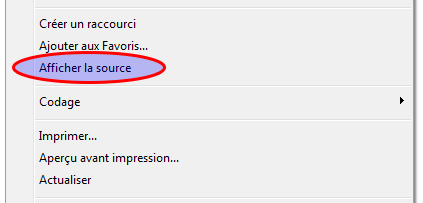 Créer un raccourci
Ajouter aux Favoris...
Afficher la source
Codage
Imprimer...
Aperçu avant impression...
Actualiser